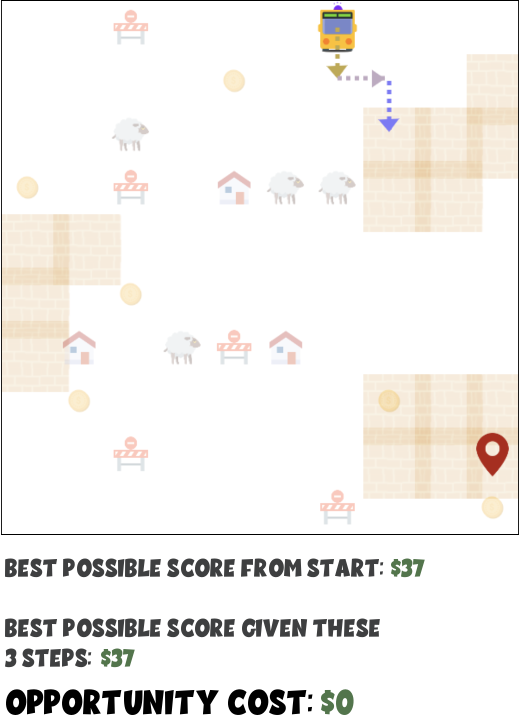 BEST POSSIBLE SCORE FROM START: $37
BEST POSSIBLE SCORE GIVEN THESE
3 STEPS: $37
OPPORTUNITY COST: $0